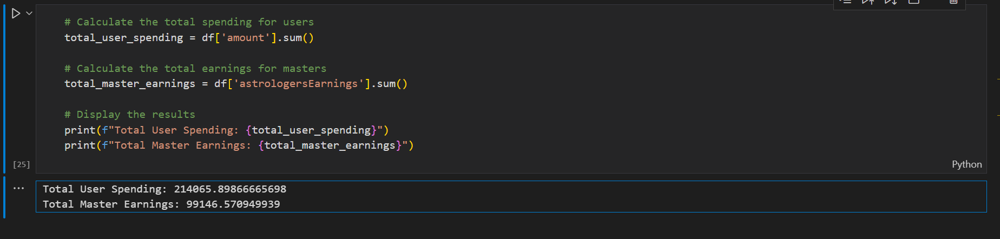 # Calculate the total spending for users
total_user_spending = df['amount'].sum()
# Calculate the total earnings for masters
total_master_earnings = df['astrologersEarnings'].sum()
# Display the results
print(f"Total User Spending: {total_user_spending}")
print(f"Total Master Earnings: {total_master_earnings}")
[25]
Python
Total User Spending: 214065.89866665698
Total Master Earnings: 99146.570949939